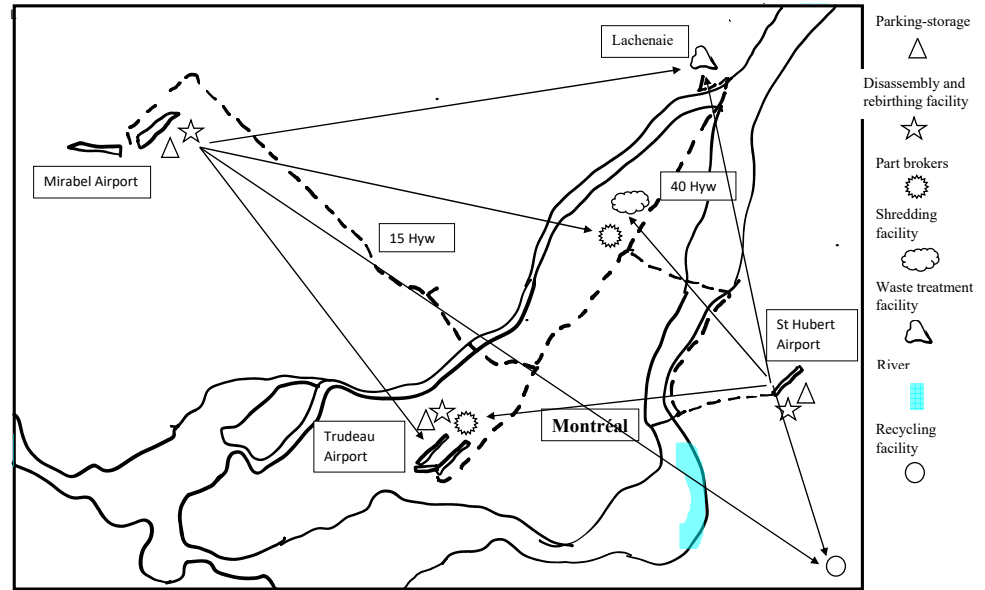 Lachenaie
Mirabel Airport
40 Hyw
15 Hyw
St Hubert
Airport
Montréal
Trudeau
Airport
Parking-storage
Disassembly and
rebirthing facility
Part brokers
Shredding
facility
Waste treatment
facility
River
Recycling
facility